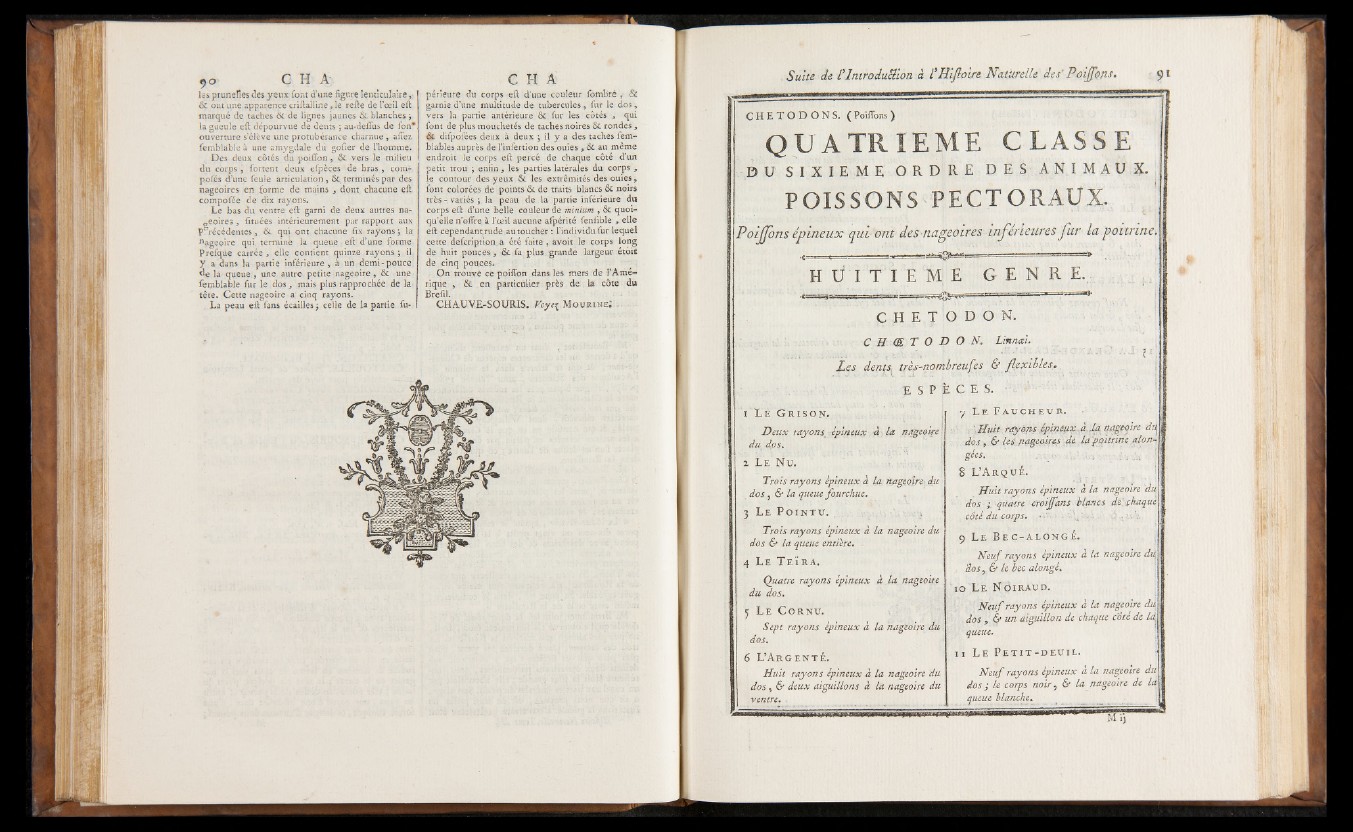 90 CHA
les prunelles des yeux sont d'une figure lenticulaire,
& ont une apparence cristalline, le reste de l'œil est
marqué de taches & de lignes jaunes & blanches ;
la gueule est dépourvue de dents ; au-dessus de son
ouverture s'élève une protubérance charnue, assez
semblable à une amygdale du gosier de l'homme.
Des deux côtés du poisson, & vers le milieu
du corps, sortent deux espèces de bras, com-
posés d'une seule articulation, & terminés par des
nageoires en forme de mains, dont chacune est
composée de dix rayons.
Le bas du ventre est garni de deux autres na-
geoires, situées intérieurement par rapport aux
précédentes, & qui ont chacune six rayons ; la
nageoire qui termine la queue est d'une forme
presque carrée, elle contient quinze rayons ; il
y a dans la partie inférieure, à un demi-pouce
de la queue, une autre petite nageoire, & une
semblable sur le dos, mais plus rapprochée de la
tête. Cette nageoire a cinq rayons.
La peau est sans écailles ; celle de la partie su-
CHA
périeure du corps est d'une couleur sombre, &
garnie d'une multitude de tubercules, sur le dos,
vers la partie antérieure & sur les côtés, qui
sont de plus mouchetés de taches noires & rondes,
& disposées deux à deux ; il y a des taches sem-
blables auprès de l'insertion des ouïes, & au même
endroit le corps est percé de chaque côté d'un
petit trou ; enfin, les parties latérales du corps,
le contour des yeux & les extrêmités des ouïes,
sont colorées de points & de traits blancs & noirs
très-variés ; la peau de la partie inférieure du
corps est d'une belle couleur de minium, & quoi-
qu'elle n'offre à l'œil aucune aspérité sensible, elle
est cependant rude au toucher : l'individu sur lequel
cette description a été faite, avoit le corps long
de huit pouces, & sa plus grande largeur étoit
de cinq pouces.
On trouve ce poisson dans les mers de l'Amé-
rique, & en particulier près de la côte du
Bresil.
CHAUVE-SOURIS. Voyez MOURINE.
Suite de l'Introduction à l'Histoire Naturelle des Poissons. 91
CHETODONS. (Poissons)
QUATRIEME CLASSE
DU SIXIEME ORDRE DES ANIMAUX.
POISSONS PECTORAUX.
Poissons épineux qui ont des nageoires inférieures sur la poitrine.
HUITIEME GENRE.
CHETODON.
CHŒTODON. Linnæi.
Les dents très-nombreuses & flexibles.
ESPÈCES.
1 LE GRISON.
Deux rayons épineux à la nageoire
du dos.
2 LE NU.
Trois rayons épineux à la nageoire du
dos, & la queue fourchue.
3 LE POINTU.
Trois rayons épineux à la nageoire du
dos & la queue entière.
4 LE TEÏRA.
Quatre rayons épineux à la nageoire
du dos.
5 LE CORNU.
Sept rayons épineux à la nageoire du
dos.
6 L'ARGENTÉ.
Huit rayons épineux à la nageoire du
dos, & deux aiguillons à la nageoire du
ventre.
7 LE FAUCHEUR.
Huit rayons épineux à la nageoire du
dos, & les nageoires de la poitrine alon-
gées.
8 L'ARQUÉ.
Huit rayons épineux à la nageoire du
dos ; quatre croissans blancs de chaque
côté du corps.
9 LE BEC-ALONGÉ.
Neuf rayons épineux à la nageoire du
dos, & le bec alongé.
10 LE NOIRAUD.
Neuf rayons épineux à la nageoire du
dos, & un aiguillon de chaque côté de la
queue.
11 LE PETIT-DEUIL.
Neuf rayons épineux à la nageoire du
dos ; le corps noir, & la nageoire de la
queue blanche.
M ij